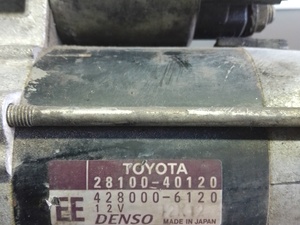 TOYOTA
28100-40120
EE 428000-6120
12V
DENSO MADE IN JAPAN